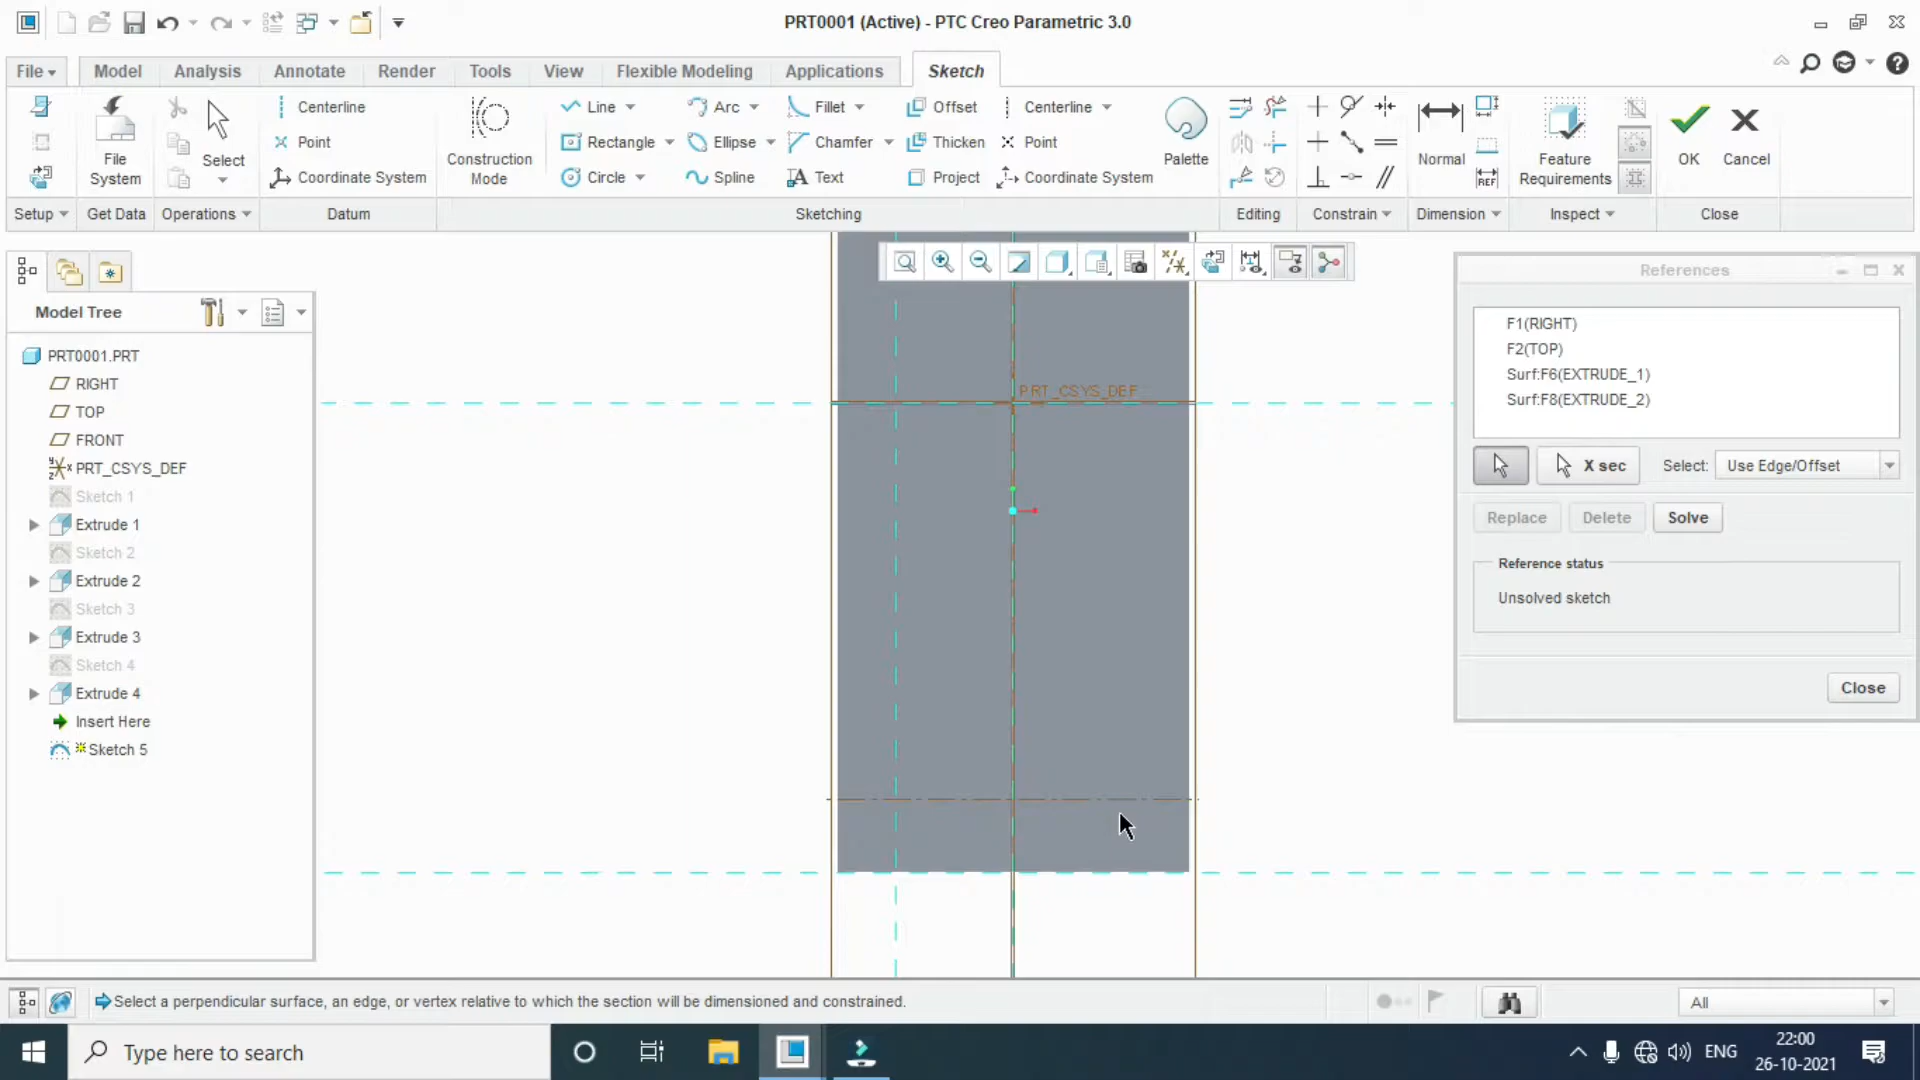 PRT0001 (Active) - PTC Creo Parametric 3.0
File Model Analysis Annotate Render Tools View Flexible Modeling Applications Sketch
Centerline Line Arc Fillet Offset Centerline
Point Rectangle Ellipse Chamfer Thicken Point
Coordinate System Circle Spline Text Project Coordinate System
File System
Select
Construction Mode
Palette
Normal
REF
Feature Requirements
OK
Cancel
Setup Get Data Operations Datum Sketching Editing Constrain Dimension Inspect Close
Model Tree
PRT0001.PRT
RIGHT
TOP
FRONT
PRT_CSYS_DEF
Sketch 1
Extrude 1
Sketch 2
Extrude 2
Sketch 3
Extrude 3
Sketch 4
Extrude 4
Insert Here
Sketch 5
PRT_CSYS_DEF
References
F1(RIGHT)
F2(TOP)
Surf:F6(EXTRUDE_1)
Surf:F8(EXTRUDE_2)
X sec Select: Use Edge/Offset
Replace Delete Solve
Reference status
Unsolved sketch
Close
Select a perpendicular surface, an edge, or vertex relative to which the section will be dimensioned and constrained.
All
Type here to search
ENG
22:00
26-10-2021